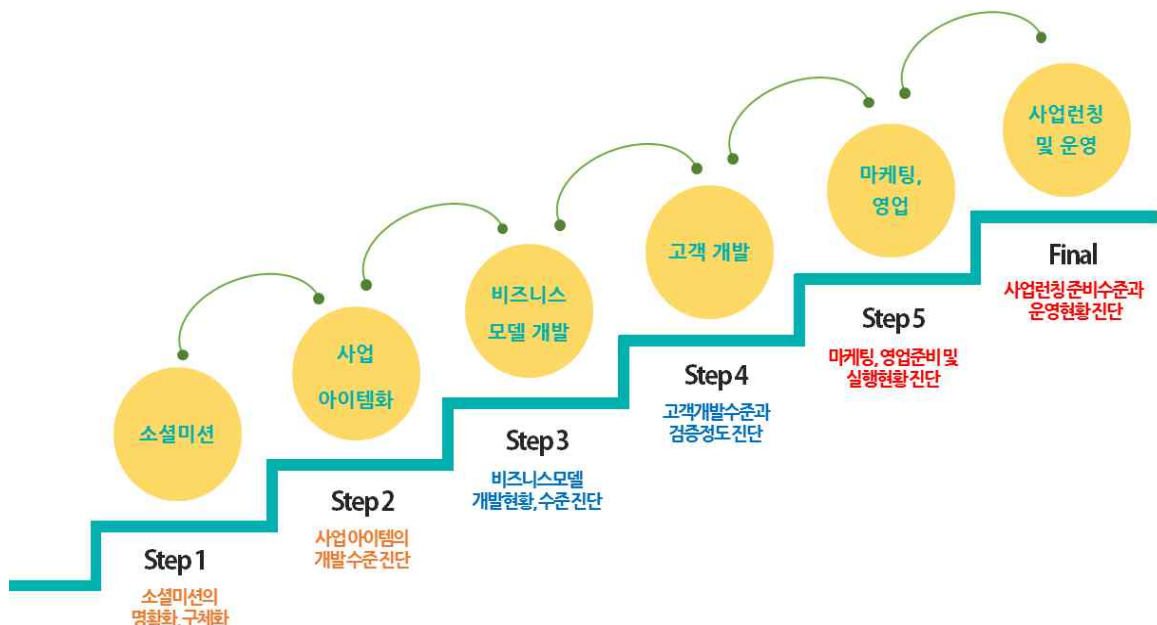 소셜미션
Step 1
소셜미션의
명확화, 구체화
사업
아이템화
Step 2
사업 아이템의
개발 수준 진단
비즈니스
모델 개발
Step 3
비즈니스모델
개발현황, 수준 진단
고객 개발
Step 4
고객개발수준과
검증정도 진단
마케팅,
영업
Step 5
마케팅, 영업준비 및
실행현황 진단
사업런칭
및 운영
Final
사업런칭 준비수준과
운영현황 진단